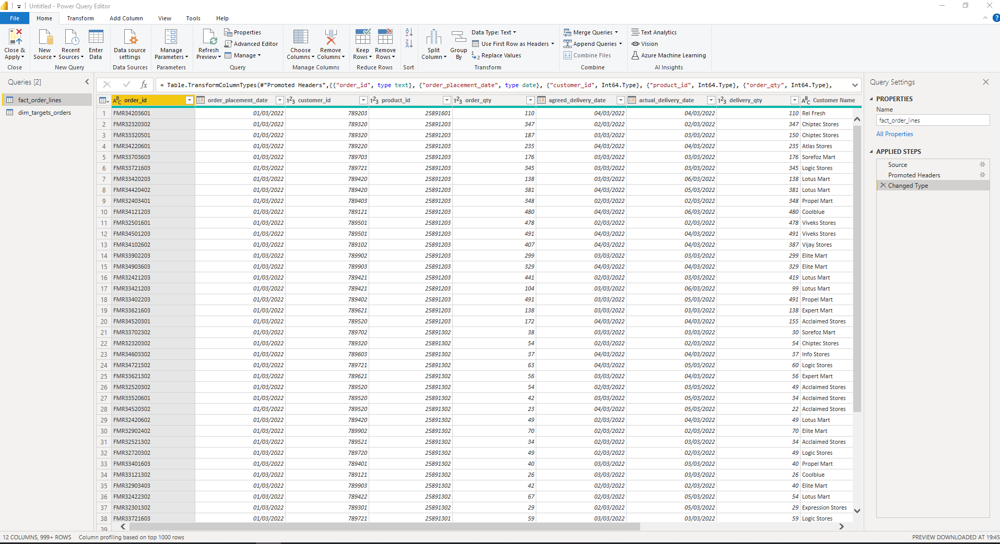 Untitled - Power Query Editor
File Home Transform Add Column View Tools Help
Close & Apply
Close
New Source
Recent Sources
Enter Data
New Query
Data source settings
Data Sources
Manage Parameters
Parameters
Refresh Preview
Properties
Advanced Editor
Manage
Query
Choose Columns
Remove Columns
Manage Columns
Keep Rows
Remove Rows
Reduce Rows
Sort
Split Column
Group By
Data Type: Text
Use First Row as Headers
Replace Values
Transform
Merge Queries
Append Queries
Combine Files
Combine
Text Analytics
Vision
Azure Machine Learning
AI Insights
Queries [2]
fact_order_lines
dim_targets_orders
fx = Table.TransformColumnTypes(#"Promoted Headers",{{"order_id", type text}, {"order_placement_date", type date}, {"customer_id", Int64.Type}, {"product_id", Int64.Type}, {"order_qty", Int64.Type},
order_id order_placement_date customer_id product_id order_qty agreed_delivery_date actual_delivery_date delivery_qty Customer Name
1 FMR34203601 01/03/2022 789203 25891601 110 04/03/2022 04/03/2022 110 Rel Fresh
2 FMR32320302 01/03/2022 789320 25891203 347 02/03/2022 02/03/2022 347 Chiptec Stores
3 FMR33320501 01/03/2022 789320 25891203 187 03/03/2022 03/03/2022 150 Chiptec Stores
4 FMR34220601 01/03/2022 789220 25891203 235 04/03/2022 04/03/2022 235 Atlas Stores
5 FMR33703603 01/03/2022 789703 25891203 176 03/03/2022 03/03/2022 176 Sorefoz Mart
6 FMR33721603 01/03/2022 789721 25891203 345 03/03/2022 03/03/2022 345 Logic Stores
7 FMR33420203 01/03/2022 789420 25891203 138 03/03/2022 06/03/2022 138 Lotus Mart
8 FMR34420402 01/03/2022 789420 25891203 381 04/03/2022 05/03/2022 381 Lotus Mart
9 FMR32403401 01/03/2022 789403 25891203 348 02/03/2022 02/03/2022 348 Propel Mart
10 FMR34121203 01/03/2022 789121 25891203 480 04/03/2022 06/03/2022 480 Coolblue
11 FMR32501601 01/03/2022 789501 25891203 478 02/03/2022 02/03/2022 478 Viveks Stores
12 FMR34501203 01/03/2022 789501 25891203 491 04/03/2022 04/03/2022 491 Viveks Stores
13 FMR34102602 01/03/2022 789102 25891203 407 04/03/2022 04/03/2022 387 Vijay Stores
14 FMR33902203 01/03/2022 789902 25891203 299 03/03/2022 03/03/2022 299 Elite Mart
15 FMR34903603 01/03/2022 789903 25891203 329 04/03/2022 04/03/2022 329 Elite Mart
16 FMR32421203 01/03/2022 789421 25891203 441 02/03/2022 03/03/2022 419 Lotus Mart
17 FMR33421203 01/03/2022 789421 25891203 104 03/03/2022 06/03/2022 99 Lotus Mart
18 FMR33402203 01/03/2022 789402 25891203 491 03/03/2022 05/03/2022 491 Propel Mart
19 FMR33621603 01/03/2022 789621 25891203 138 03/03/2022 03/03/2022 138 Expert Mart
20 FMR34520301 01/03/2022 789520 25891203 172 04/03/2022 04/03/2022 155 Acclaimed Stores
21 FMR33702302 01/03/2022 789702 25891302 38 03/03/2022 03/03/2022 30 Sorefoz Mart
22 FMR32320302 01/03/2022 789320 25891302 54 02/03/2022 02/03/2022 54 Chiptec Stores
23 FMR34603302 01/03/2022 789603 25891302 37 04/03/2022 04/03/2022 37 Info Stores
24 FMR34721502 01/03/2022 789721 25891302 63 04/03/2022 05/03/2022 60 Logic Stores
25 FMR33621302 01/03/2022 789621 25891302 56 03/03/2022 04/03/2022 56 Expert Mart
26 FMR32520302 01/03/2022 789520 25891302 54 02/03/2022 03/03/2022 49 Acclaimed Stores
27 FMR33520601 01/03/2022 789520 25891302 42 03/03/2022 05/03/2022 34 Acclaimed Stores
28 FMR34520302 01/03/2022 789520 25891302 23 04/03/2022 05/03/2022 22 Acclaimed Stores
29 FMR32420602 01/03/2022 789420 25891302 49 02/03/2022 04/03/2022 49 Lotus Mart
30 FMR32902402 01/03/2022 789902 25891302 70 02/03/2022 02/03/2022 70 Elite Mart
31 FMR32521302 01/03/2022 789521 25891302 34 02/03/2022 03/03/2022 34 Acclaimed Stores
32 FMR32720302 01/03/2022 789720 25891302 49 02/03/2022 02/03/2022 49 Logic Stores
33 FMR33401603 01/03/2022 789401 25891302 40 03/03/2022 03/03/2022 40 Propel Mart
34 FMR33121302 01/03/2022 789121 25891302 26 03/03/2022 03/03/2022 26 Coolblue
35 FMR32903403 01/03/2022 789903 25891302 42 02/03/2022 02/03/2022 40 Elite Mart
36 FMR32422302 01/03/2022 789422 25891302 67 02/03/2022 05/03/2022 54 Lotus Mart
37 FMR32301302 01/03/2022 789301 25891302 29 02/03/2022 05/03/2022 29 Expression Stores
38 FMR33721603 01/03/2022 789721 25891301 59 03/03/2022 03/03/2022 59 Logic Stores
39
Query Settings
PROPERTIES
Name
fact_order_lines
All Properties
APPLIED STEPS
Source
Promoted Headers
Changed Type
12 COLUMNS, 999+ ROWS Column profiling based on top 1000 rows
PREVIEW DOWNLOADED AT 19:45